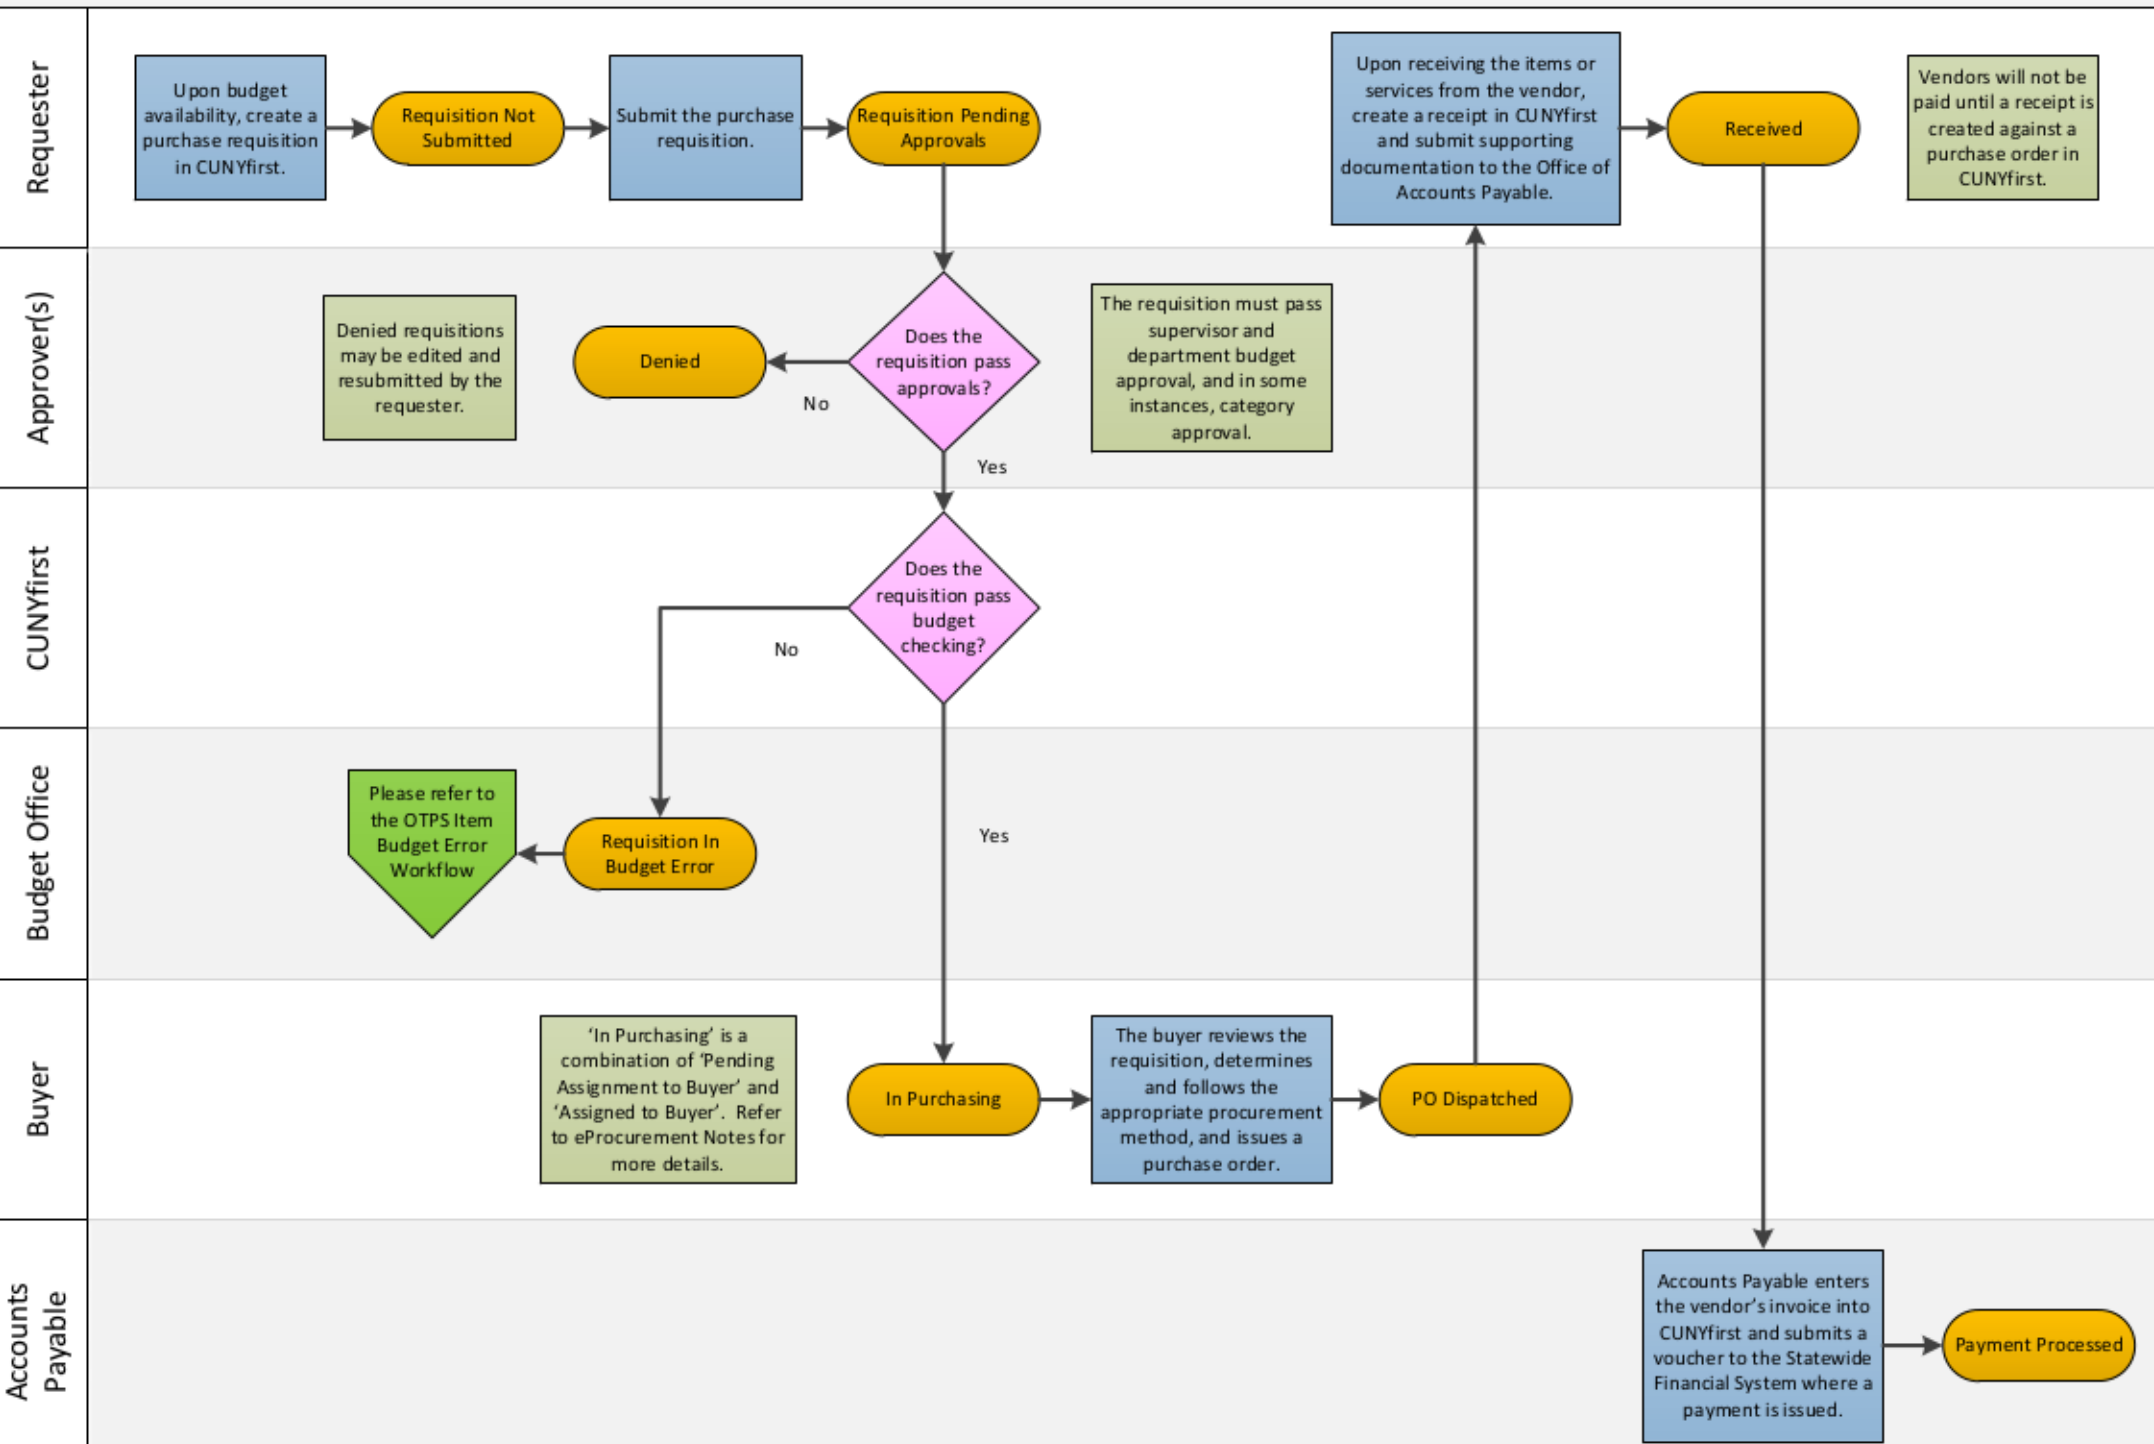 Requester
Upon budget
availability, create a
purchase requisition
in CUNYfirst.
Requisition Not
Submitted
Submit the purchase
requisition.
Requisition Pending
Approvals
Upon receiving the items or
services from the vendor,
create a receipt in CUNYfirst
and submit supporting
documentation to the Office of
Accounts Payable.
Received
Vendors will not be
paid until a receipt is
created against a
purchase order in
CUNYfirst.
Approver(s)
Denied requisitions
may be edited and
resubmitted by the
requester.
Denied
No
Does the
requisition pass
approvals?
Yes
The requisition must pass
supervisor and
department budget
approval, and in some
instances, category
approval.
CUNYfirst
Does the
requisition pass
budget
checking?
No
Yes
Budget Office
Please refer to
the OTPS Item
Budget Error
Workflow
Requisition In
Budget Error
Buyer
‘In Purchasing’ is a
combination of ‘Pending
Assignment to Buyer’ and
‘Assigned to Buyer’. Refer
to eProcurement Notes for
more details.
In Purchasing
The buyer reviews the
requisition, determines
and follows the
appropriate procurement
method, and issues a
purchase order.
PO Dispatched
Accounts
Payable
Accounts Payable enters
the vendor’s invoice into
CUNYfirst and submits a
voucher to the Statewide
Financial System where a
payment is issued.
Payment Processed